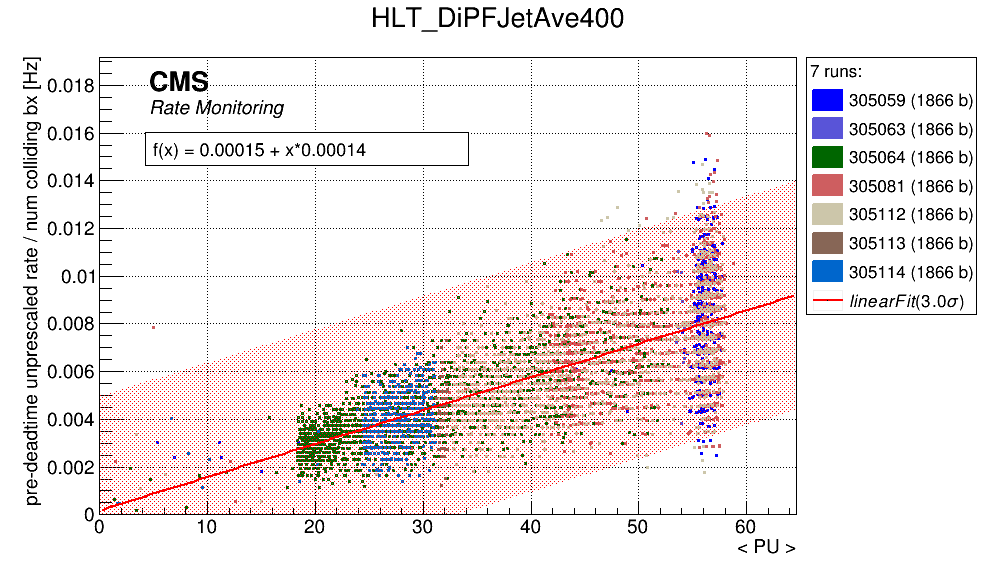 HLT_DiPFJetAve400
pre-deadtime unprescaled rate / num colliding bx [Hz]
CMS
Rate Monitoring
f(x) = 0.00015 + x*0.00014
0.018
0.016
0.014
0.012
0.01
0.008
0.006
0.004
0.002
0
0 10 20 30 40 50 60
< PU >
7 runs:
305059 (1866 b)
305063 (1866 b)
305064 (1866 b)
305081 (1866 b)
305112 (1866 b)
305113 (1866 b)
305114 (1866 b)
linearFit(3.0σ)